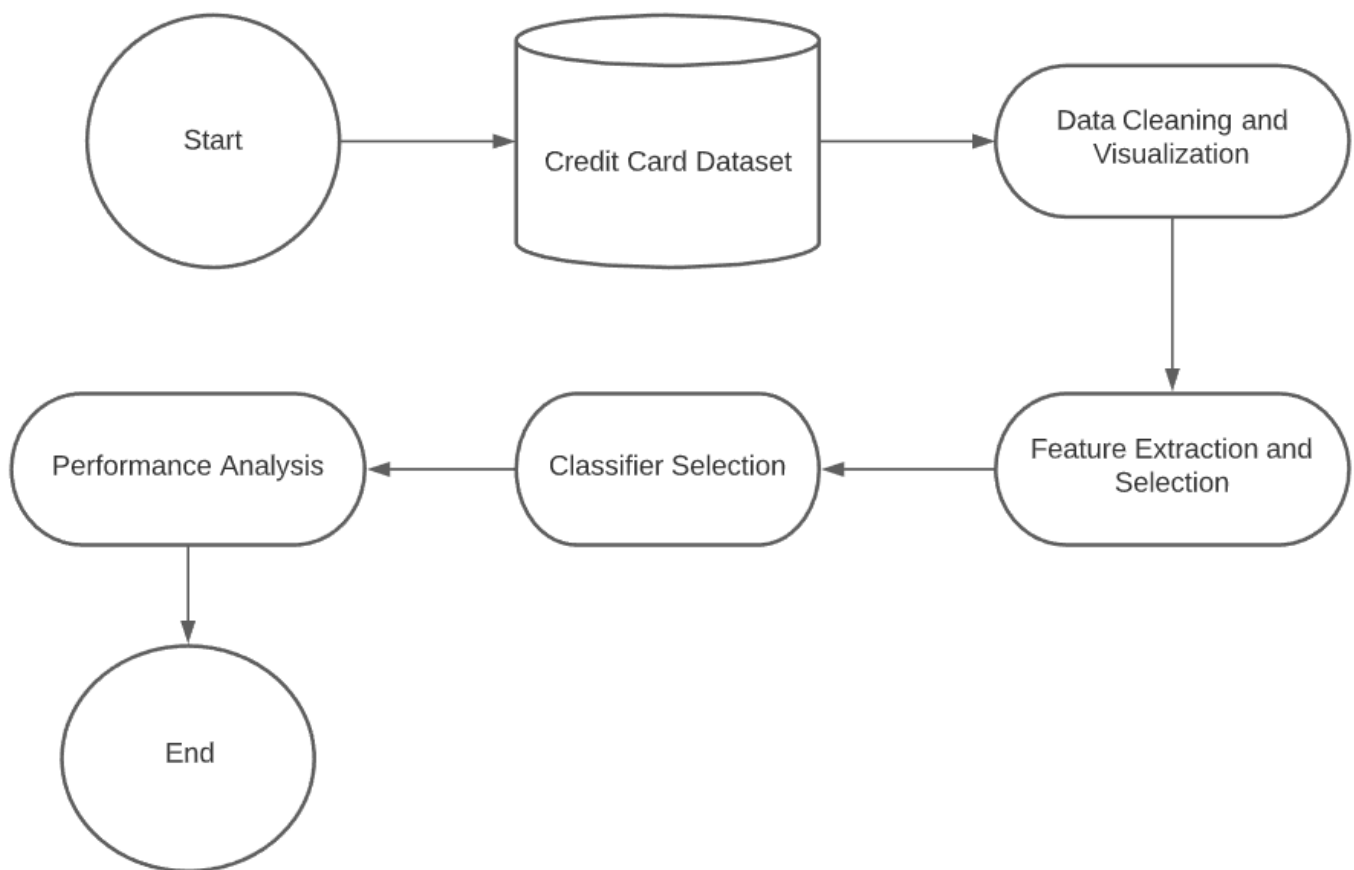 Start
Credit Card Dataset
Data Cleaning and
Visualization
Feature Extraction and
Selection
Classifier Selection
Performance Analysis
End